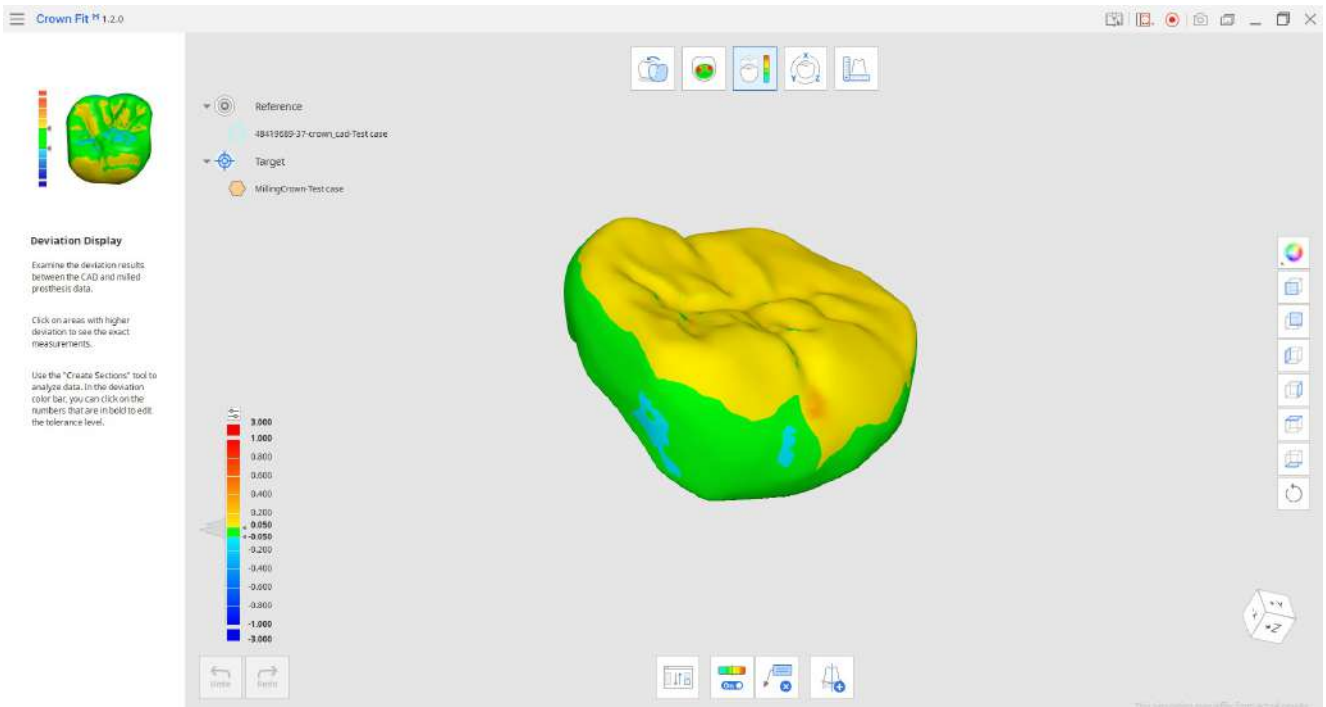 Crown Fit M 1.2.0
Deviation Display
Examine the deviation results
between the CAD and milled
prosthesis data.
Click on areas with higher
deviation to see the exact
measurements.
Use the "Create Sections" tool to
analyze data. In the deviation
color bar, you can click on the
numbers that are in bold to edit
the tolerance level.
Reference
48419689-37-crown_cad-Test case
Target
MillingCrown-Test case
X
Y
Z
3.000
1.000
0.800
0.600
0.400
0.200
0.050
-0.050
-0.200
-0.400
-0.600
-0.800
-1.000
-3.000
Undo
Redo
On
+Z